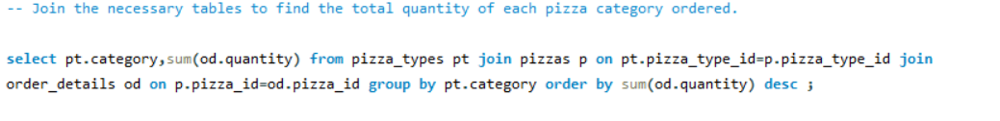 -- Join the necessary tables to find the total quantity of each pizza category ordered.
select pt.category,sum(od.quantity) from pizza_types pt join pizzas p on pt.pizza_type_id=p.pizza_type_id join
order_details od on p.pizza_id=od.pizza_id group by pt.category order by sum(od.quantity) desc ;